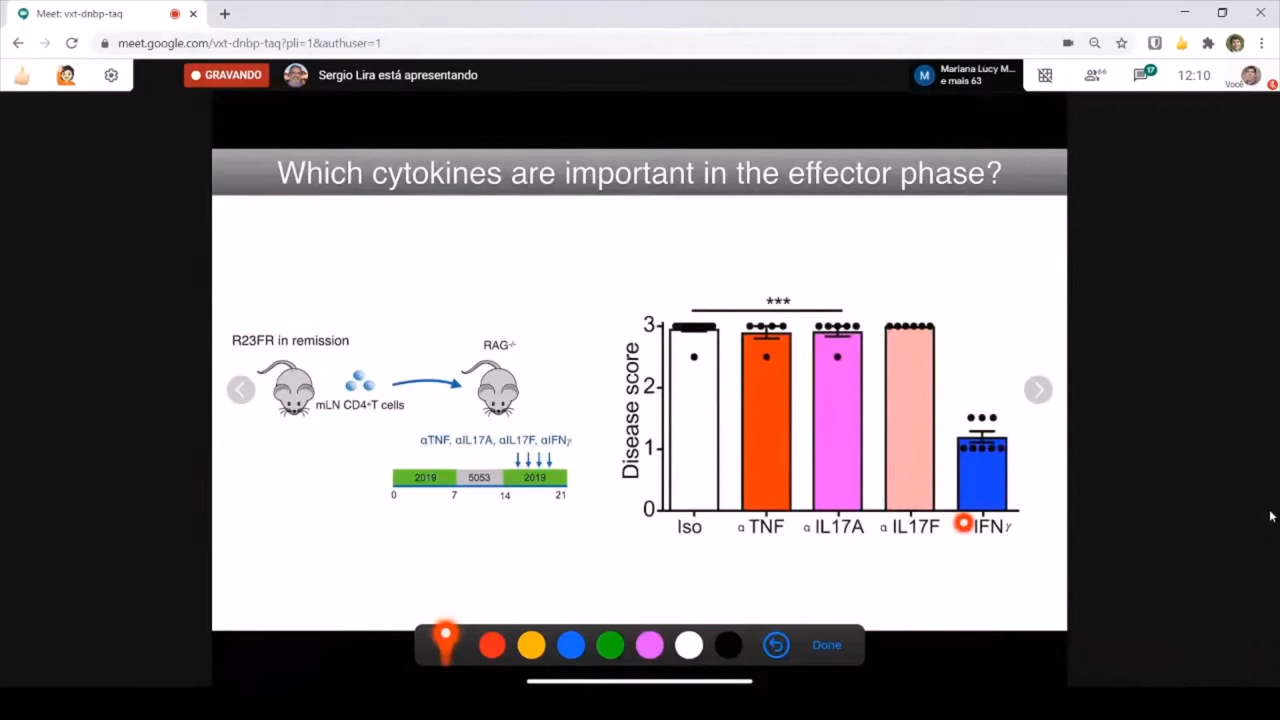 Meet: vxt-dnbp-taq
meet.google.com/vxt-dnbp-taq?pli=1&authuser=1
GRAVANDO
Sergio Lira está apresentando
M
Mariana Lucy M...
e mais 63
66
17
12:10
Você
Which cytokines are important in the effector phase?
R23FR in remission
RAG-/-
mLN CD4+T cells
αTNF, αIL17A, αIL17F, αIFNγ
2019 5053 2019
0 7 14 21
***
Disease score
3
2
1
0
Iso α TNF α IL17A α IL17F IFN γ
Done